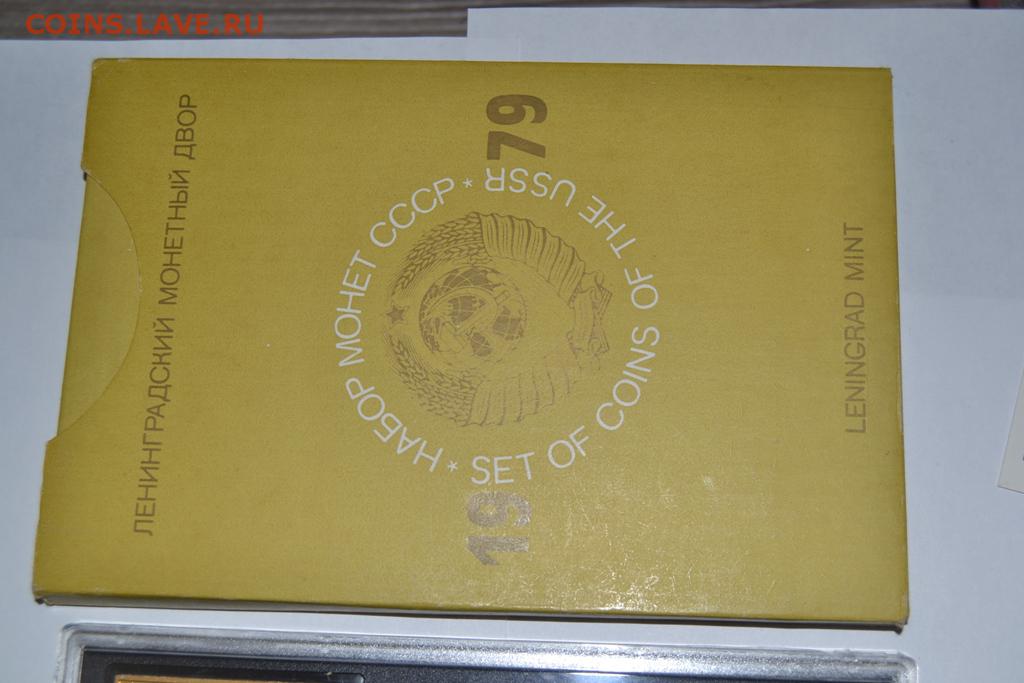 COINS.LAVE.RU
ЛЕНИНГРАДСКИЙ МОНЕТНЫЙ ДВОР
19 79
* НАБОР МОНЕТ СССР *
SET OF COINS OF THE USSR
LENINGRAD MINT